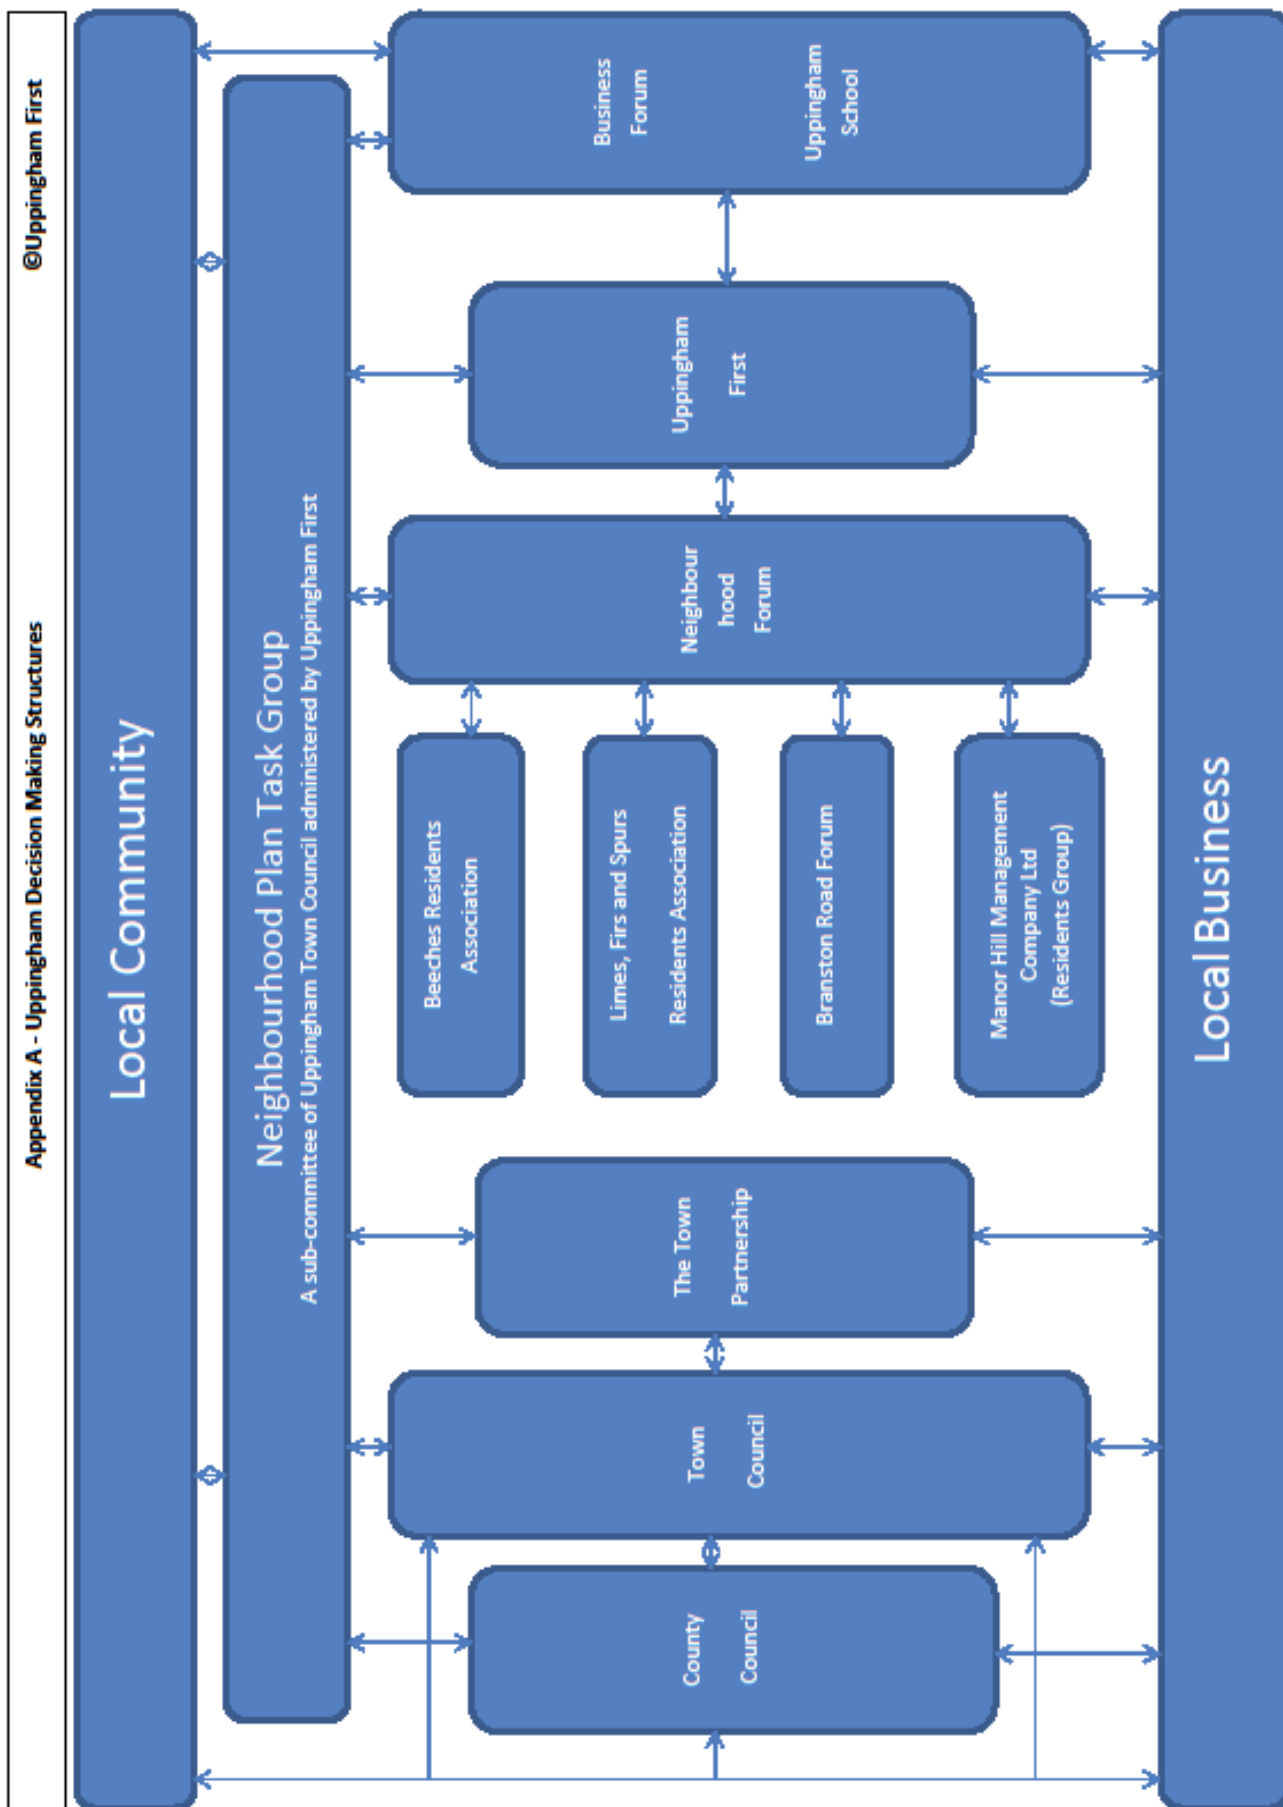 Appendix A - Uppingham Decision Making Structures
©Uppingham First
Local Community
Neighbourhood Plan Task Group
A sub-committee of Uppingham Town Council administered by Uppingham First
County
Council
Town
Council
The Town
Partnership
Beeches Residents
Association
Limes, Firs and Spurs
Residents Association
Branston Road Forum
Manor Hill Management
Company Ltd
(Residents Group)
Neighbour
hood
Forum
Uppingham
First
Business
Forum
Uppingham
School
Local Business